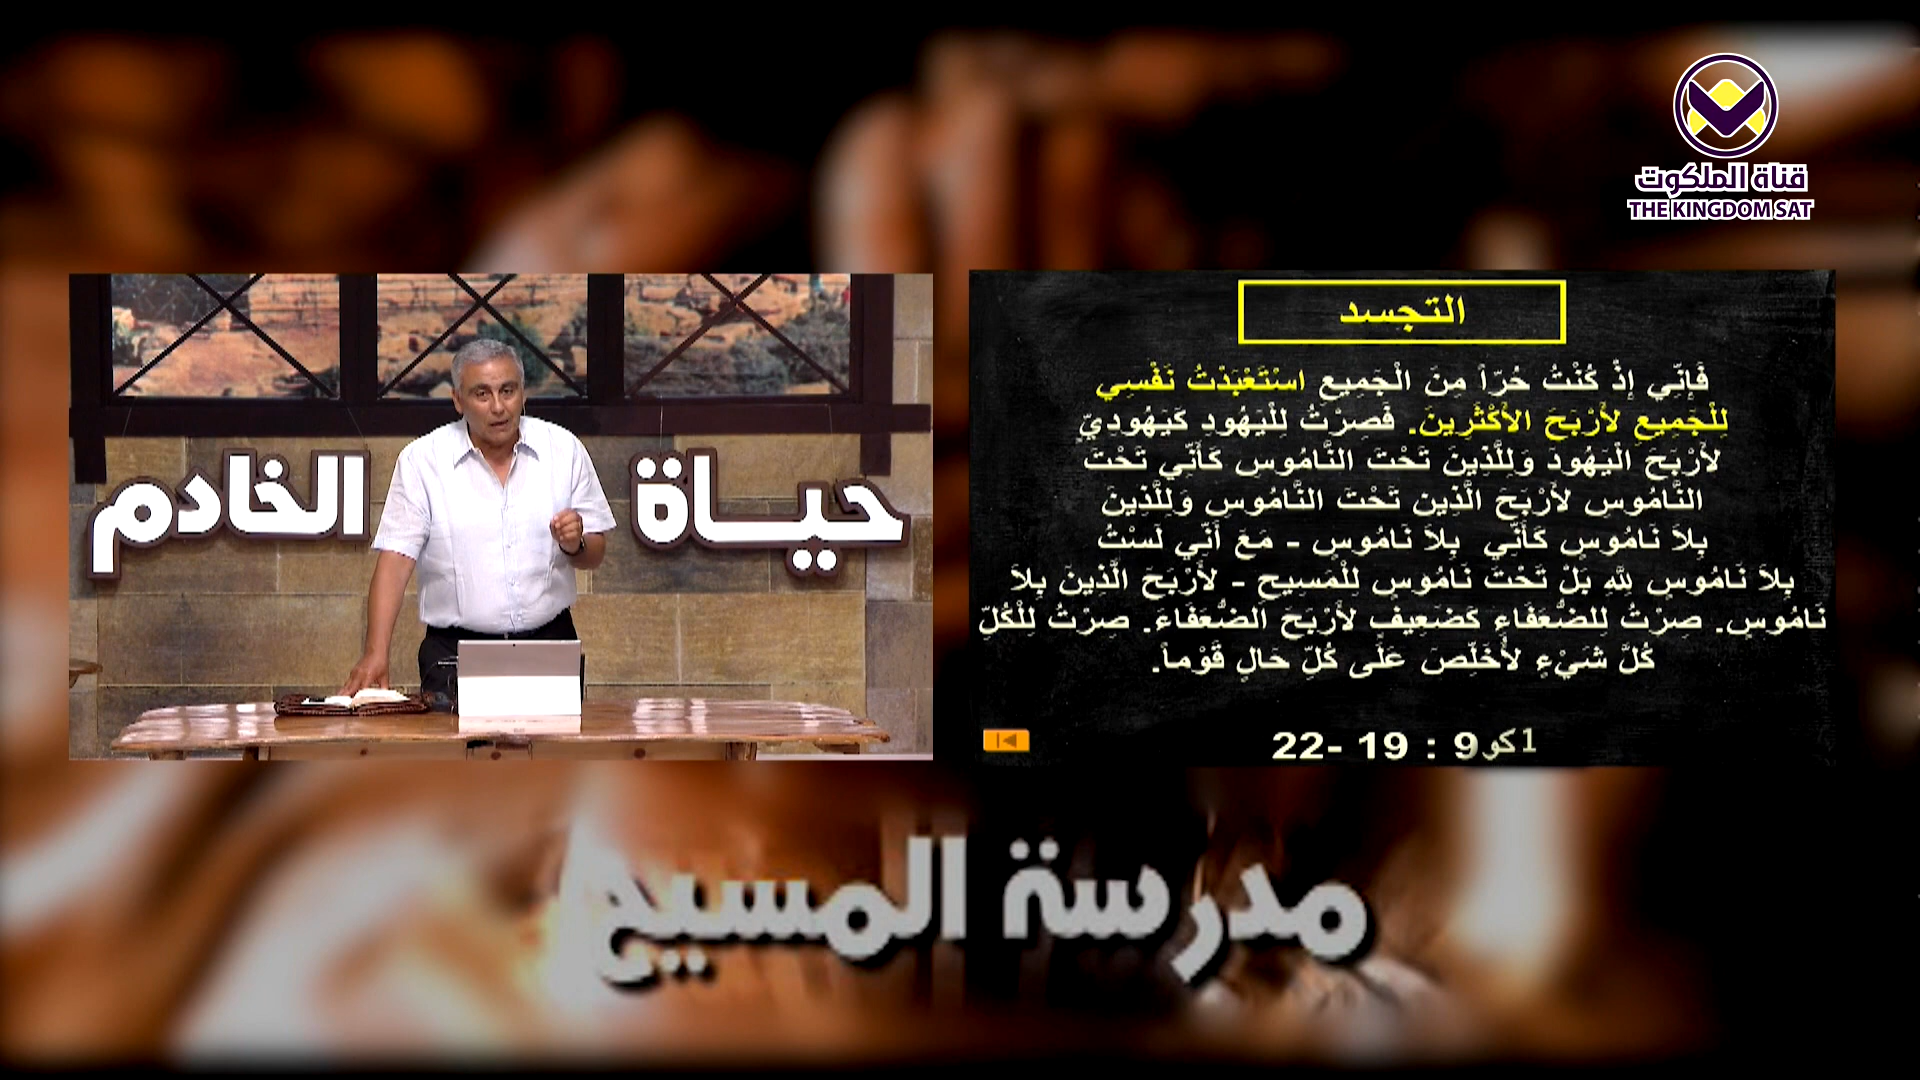 قناة الملكوت
THE KINGDOM SAT
حياة الخادم
التجسد
فَإِنِّي إِذْ كُنْتُ حُرّاً مِنَ الْجَمِيعِ اسْتَعْبَدْتُ نَفْسِي
لِلْجَمِيعِ لأَرْبَحَ الأَكْثَرِينَ. فَصِرْتُ لِلْيَهُودِ كَيَهُودِيٍّ
لأَرْبَحَ الْيَهُودَ وَلِلَّذِينَ تَحْتَ النَّامُوسِ كَأَنِّي تَحْتَ
النَّامُوسِ لأَرْبَحَ الَّذِينَ تَحْتَ النَّامُوسِ وَلِلَّذِينَ
بِلاَ نَامُوسٍ كَأَنِّي بِلاَ نَامُوسٍ - مَعَ أَنِّي لَسْتُ
بِلاَ نَامُوسٍ لِلَّهِ بَلْ تَحْتَ نَامُوسٍ لِلْمَسِيحِ - لأَرْبَحَ الَّذِينَ بِلاَ
نَامُوسٍ. صِرْتُ لِلضُّعَفَاءِ كَضَعِيفٍ لأَرْبَحَ الضُّعَفَاءَ. صِرْتُ لِلْكُلِّ
كُلَّ شَيْءٍ لأُخَلِّصَ عَلَى كُلِّ حَالٍ قَوْماً.
1كو9 : 19 -22
مدرسة المسيح